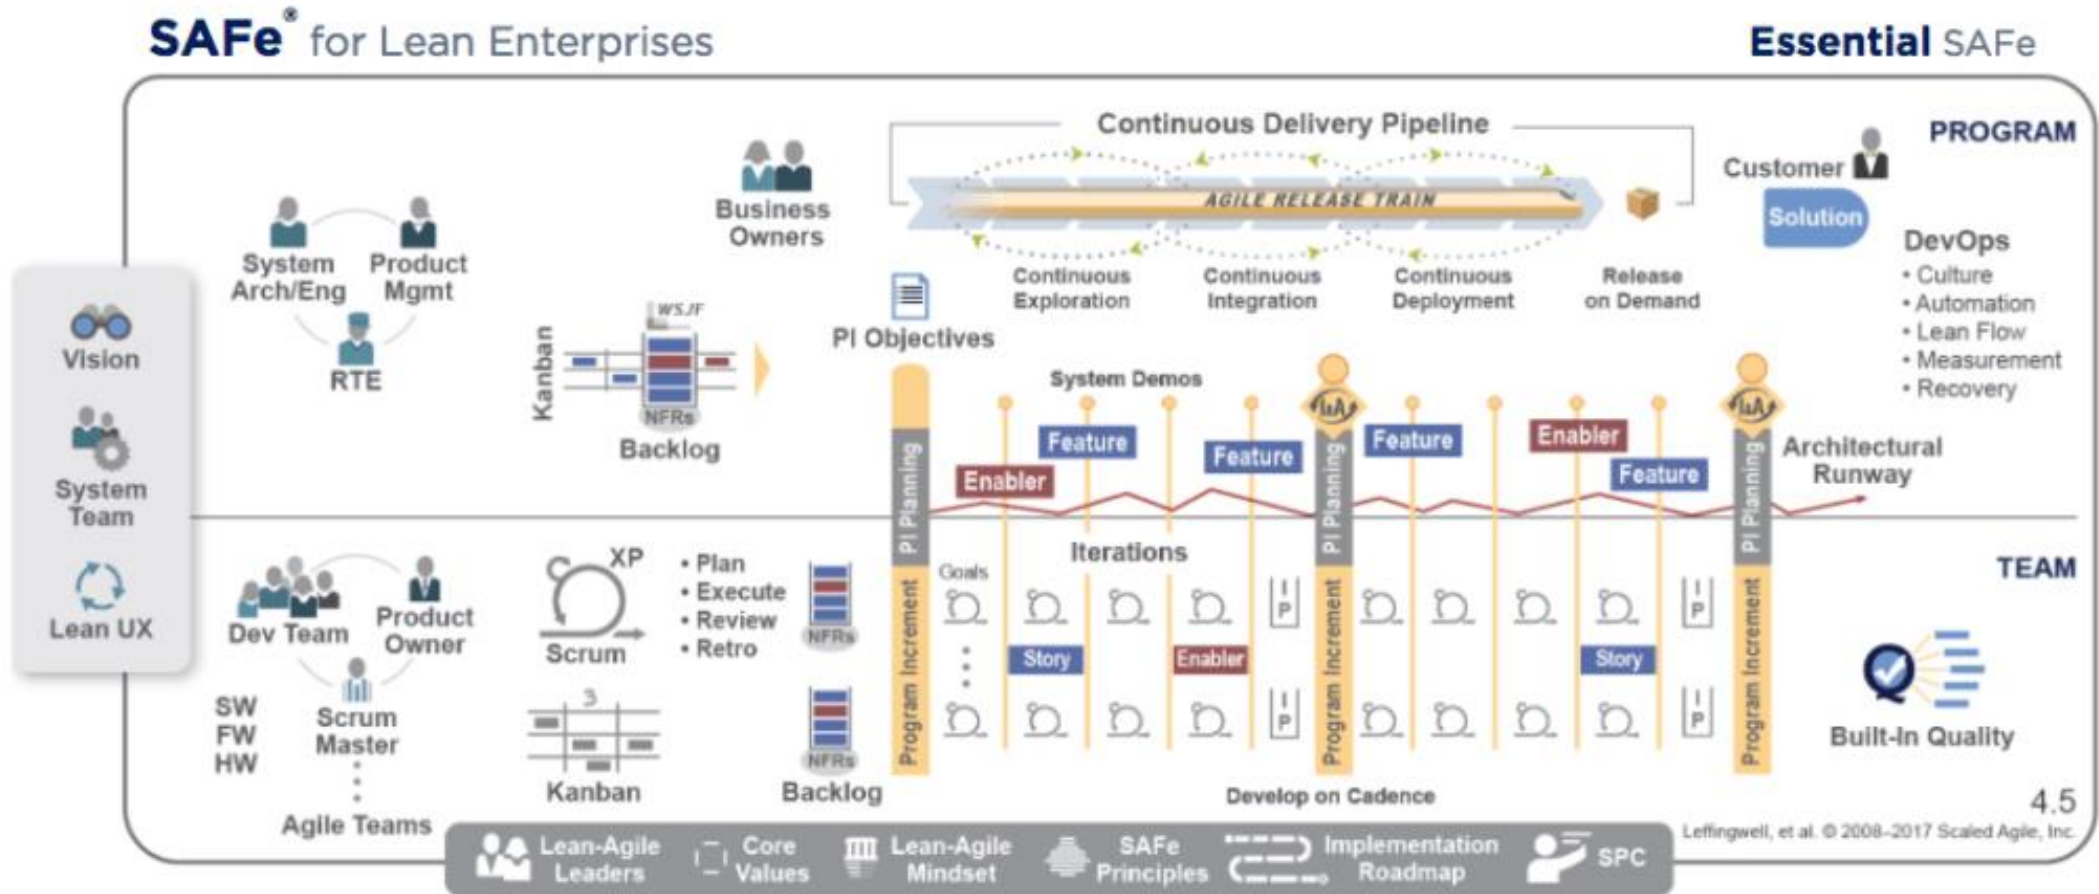 SAFe® for Lean Enterprises
Essential SAFe
PROGRAM
Continuous Delivery Pipeline
AGILE RELEASE TRAIN
Continuous
Exploration
Continuous
Integration
Continuous
Deployment
Release
on Demand
Customer
Solution
DevOps
• Culture
• Automation
• Lean Flow
• Measurement
• Recovery
Business
Owners
System
Arch/Eng
Product
Mgmt
RTE
Vision
System
Team
Lean UX
Kanban
WSJF
NFRs
Backlog
PI Objectives
System Demos
Enabler
Feature
Feature
Feature
Enabler
Feature
I&A
I&A
PI Planning
PI Planning
PI Planning
Architectural
Runway
TEAM
Dev Team
Product
Owner
Scrum
Master
SW
FW
HW
Agile Teams
XP
Scrum
• Plan
• Execute
• Review
• Retro
3
Kanban
NFRs
NFRs
Backlog
Program Increment
Program Increment
Program Increment
Iterations
Goals
I
P
I
P
I
P
I
P
Story
Enabler
Story
Develop on Cadence
Built-In Quality
4.5
Leffingwell, et al. © 2008–2017 Scaled Agile, Inc.
Lean-Agile
Leaders
Core
Values
Lean-Agile
Mindset
SAFe
Principles
Implementation
Roadmap
SPC